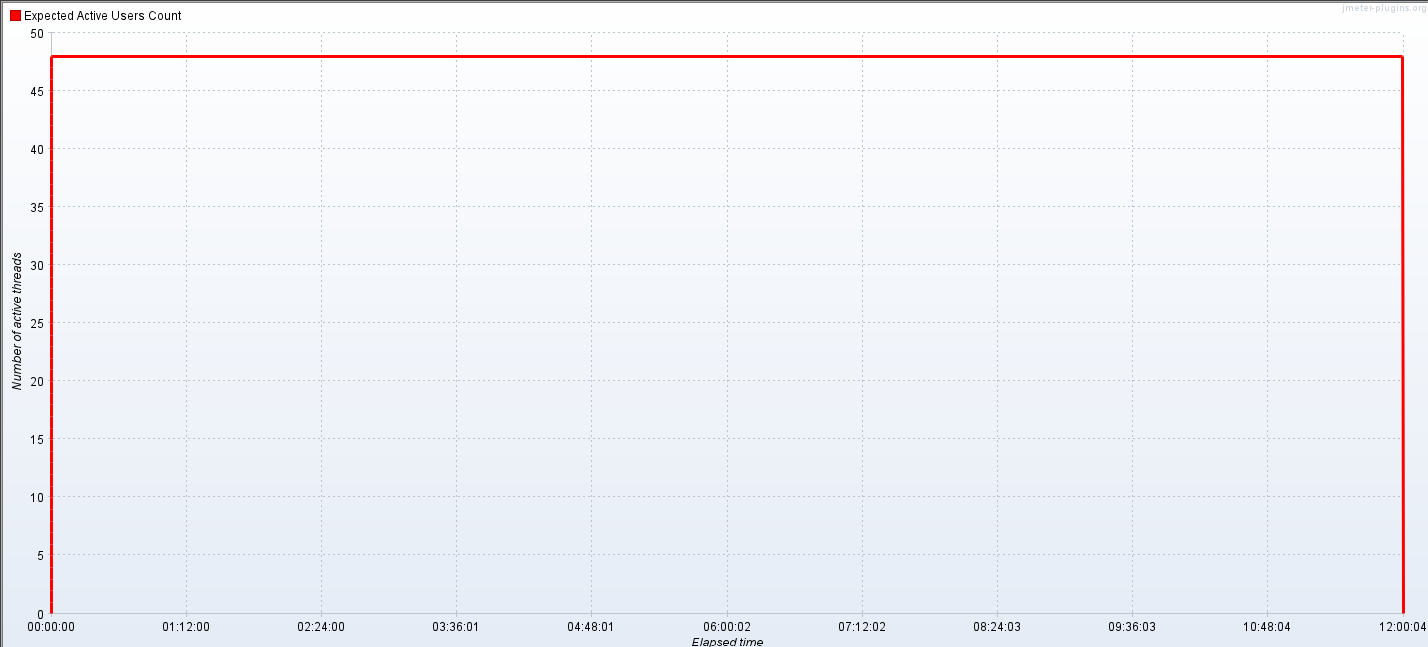 jmeter-plugins.org
Expected Active Users Count
50
45
40
35
30
25
20
15
10
5
0
Number of active threads
00:00:00 01:12:00 02:24:00 03:36:01 04:48:01 06:00:02 07:12:02 08:24:03 09:36:03 10:48:04 12:00:04
Elapsed time